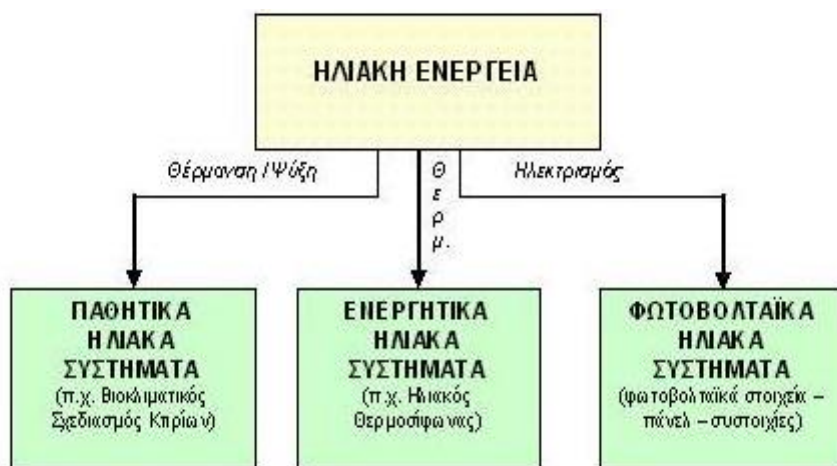 ΗΛΙΑΚΗ ΕΝΕΡΓΕΙΑ
Θέρμανση /Ψύξη
Θερμ.
Ηλεκτρισμός
ΠΑΘΗΤΙΚΑ
ΗΛΙΑΚΑ
ΣΥΣΤΗΜΑΤΑ
(π.χ. Βιοκλιματικός
Σχεδιασμός Κτιρίων)
ΕΝΕΡΓΗΤΙΚΑ
ΗΛΙΑΚΑ
ΣΥΣΤΗΜΑΤΑ
(π.χ. Ηλιακός
Θερμοσίφωνας)
ΦΩΤΟΒΟΛΤΑΪΚΑ
ΗΛΙΑΚΑ
ΣΥΣΤΗΜΑΤΑ
(φωτοβολταϊκά στοιχεία –
πάνελ – συστοιχίες)